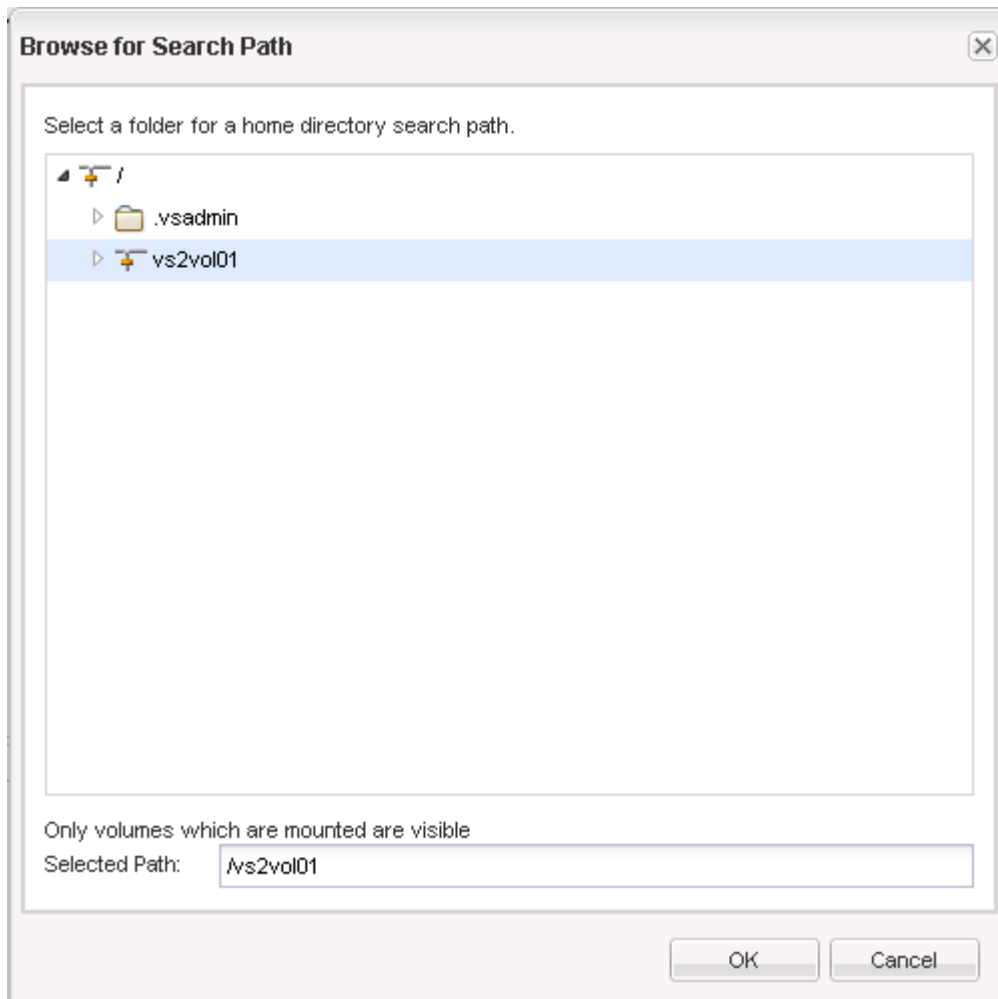 Browse for Search Path
Select a folder for a home directory search path.
/
.vsadmin
vs2vol01
Only volumes which are mounted are visible
Selected Path: /vs2vol01
OK Cancel